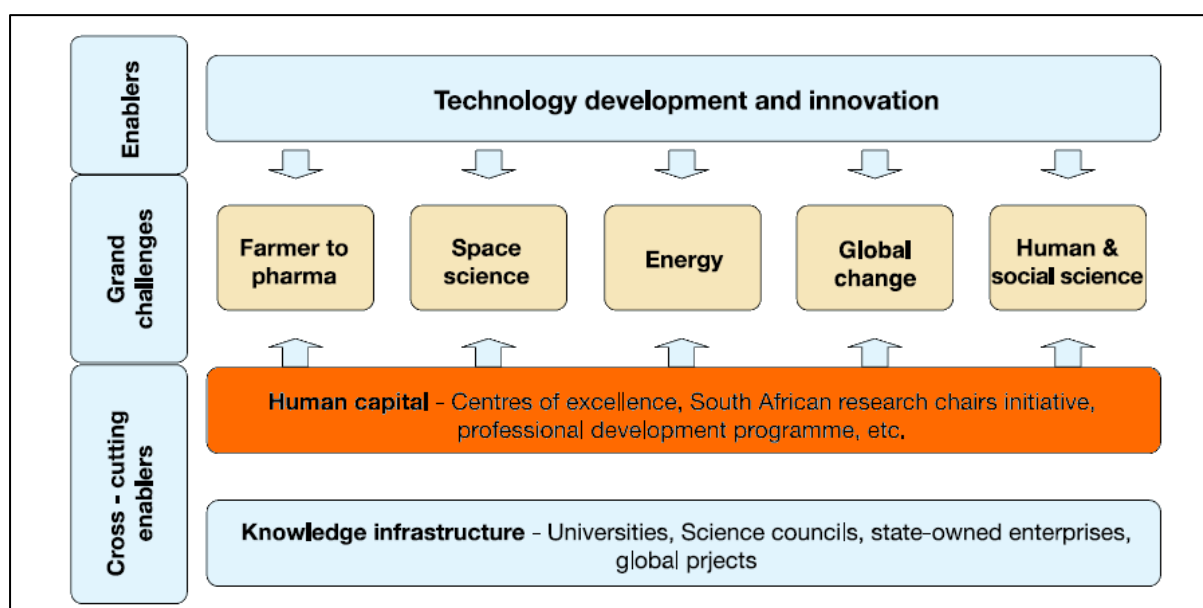 Enablers
Technology development and innovation
Grand
challenges
Farmer to
pharma
Space
science
Energy
Global
change
Human &
social science
Cross - cutting
enablers
Human capital - Centres of excellence, South African research chairs initiative,
professional development programme, etc.
Knowledge infrastructure - Universities, Science councils, state-owned enterprises,
global prjects